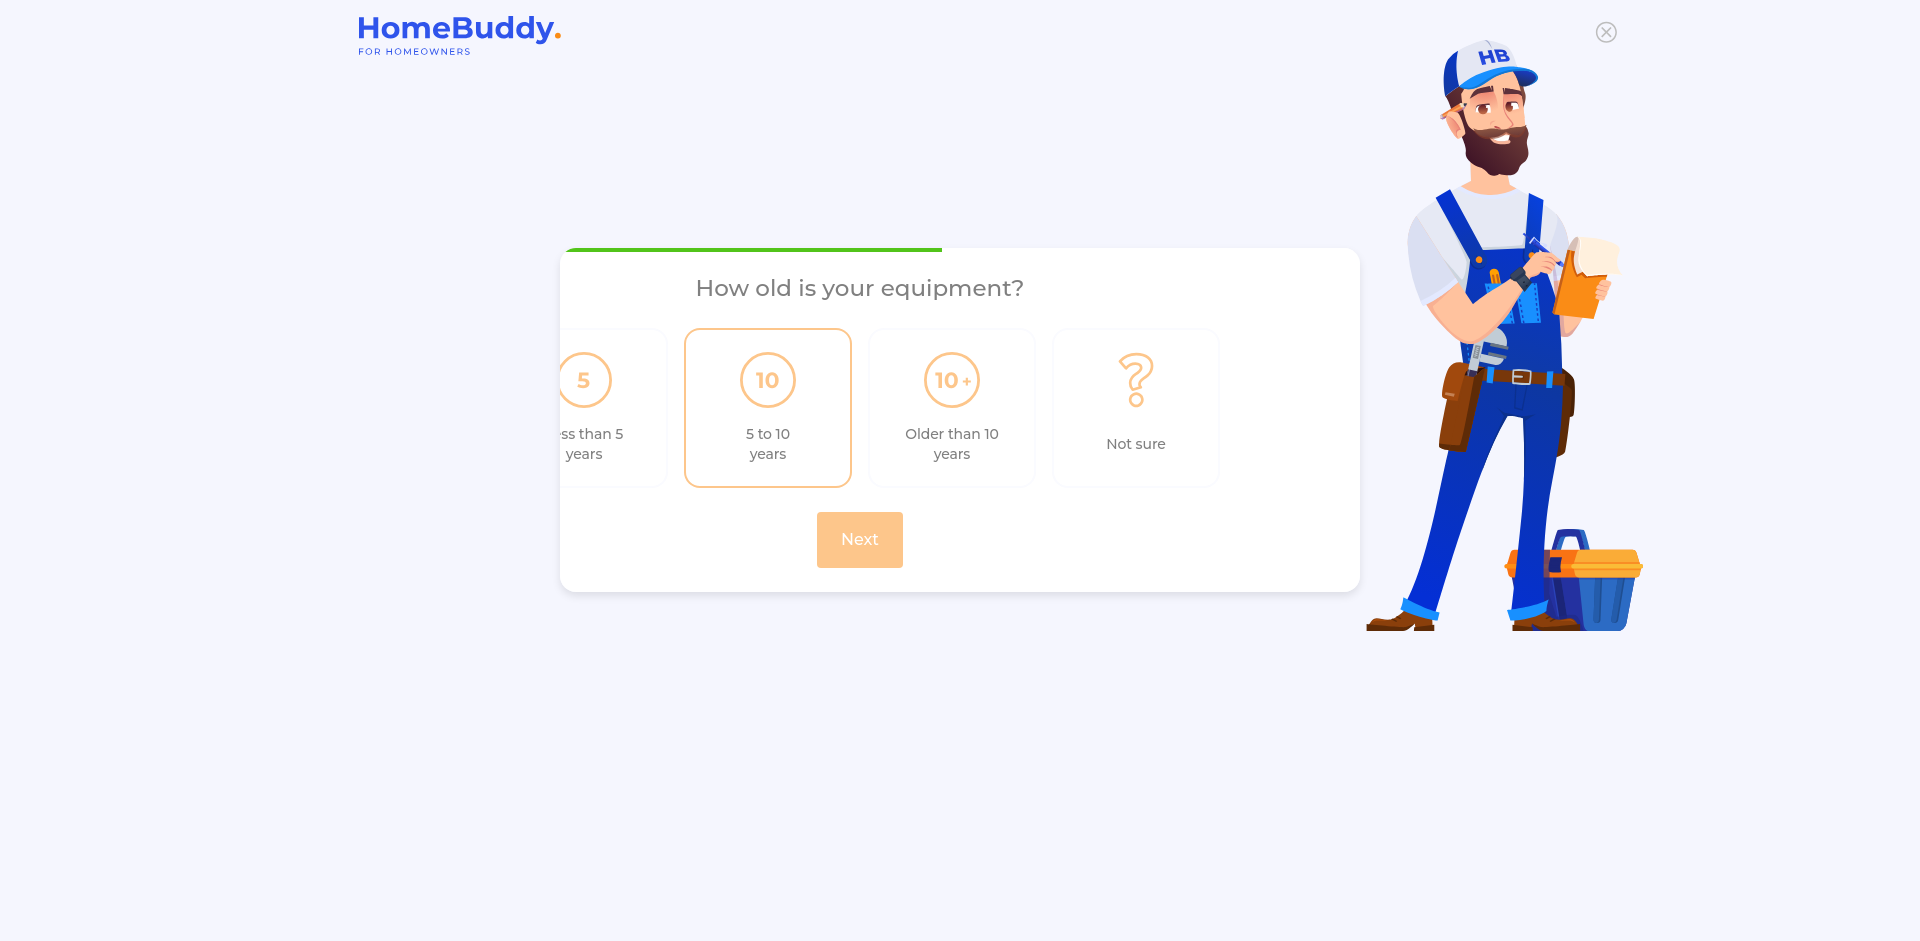 HomeBuddy.
FOR HOMEOWNERS
HB
How old is your equipment?
5
10
10 +
ss than 5
years
5 to 10
years
Older than 10
years
Not sure
Next